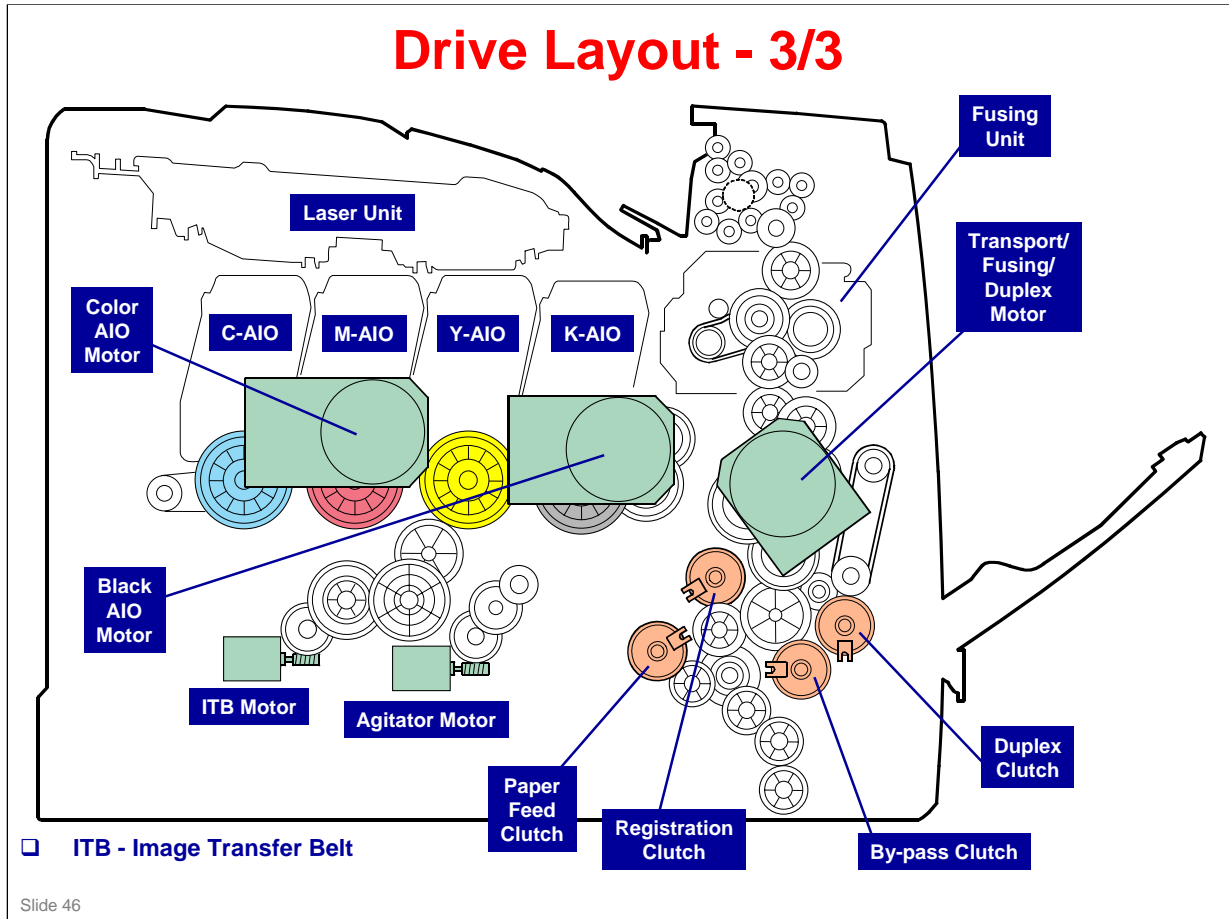 Drive Layout - 3/3
Fusing
Unit
Laser Unit
Transport/
Fusing/
Duplex
Motor
Color
AIO
Motor
C-AIO
M-AIO
Y-AIO
K-AIO
Black
AIO
Motor
ITB Motor
Agitator Motor
Duplex
Clutch
Paper
Feed
Clutch
Registration
Clutch
By-pass Clutch
❑ ITB - Image Transfer Belt
Slide 46